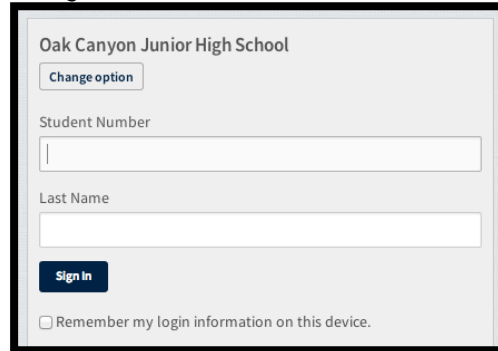 Oak Canyon Junior High School
Change option
Student Number
Last Name
Sign In
Remember my login information on this device.